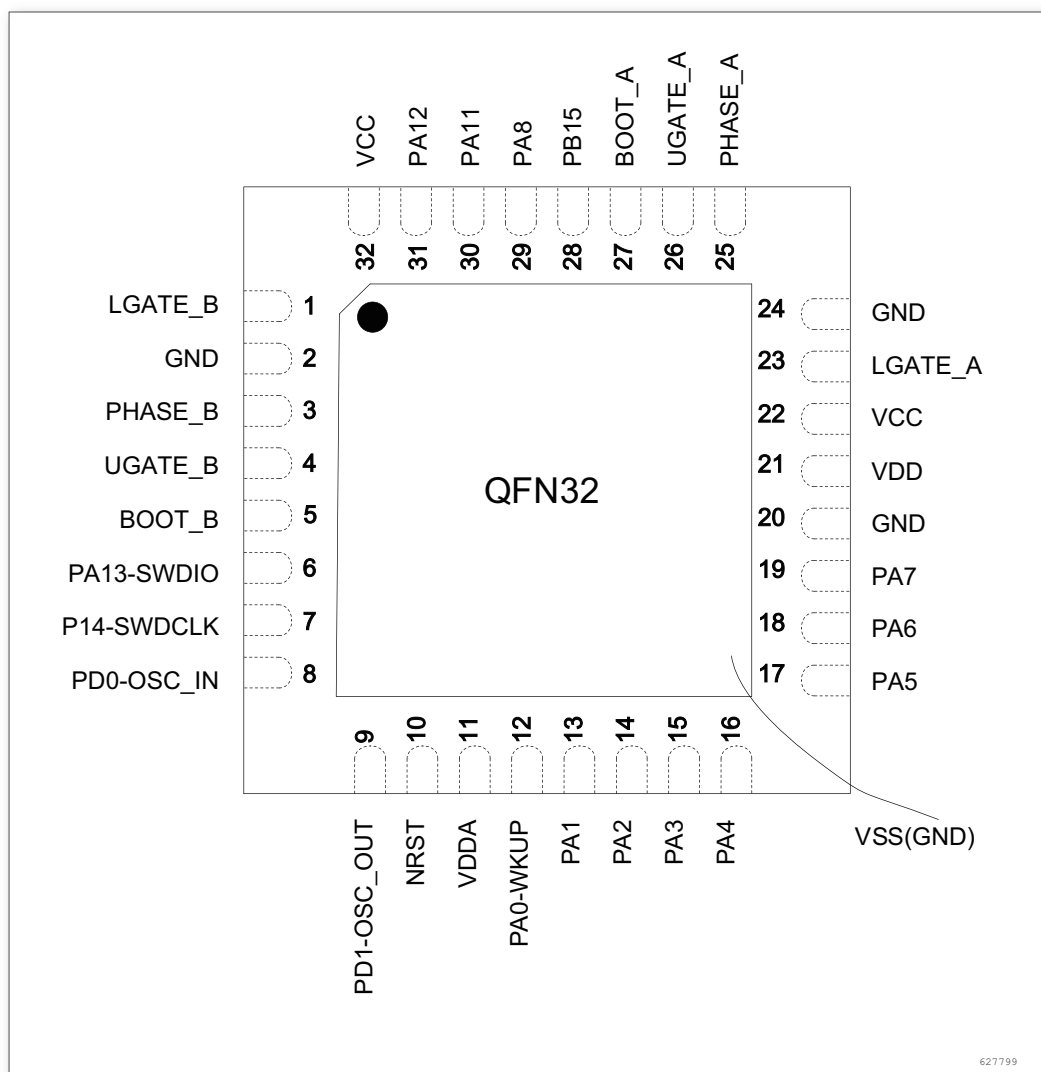 VCC
PA12
PA11
PA8
PB15
BOOT_A
UGATE_A
PHASE_A
32
31
30
29
28
27
26
25
LGATE_B 1
GND 2
PHASE_B 3
UGATE_B 4
BOOT_B 5
PA13-SWDIO 6
P14-SWDCLK 7
PD0-OSC_IN 8
QFN32
24 GND
23 LGATE_A
22 VCC
21 VDD
20 GND
19 PA7
18 PA6
17 PA5
9
10
11
12
13
14
15
16
PD1-OSC_OUT
NRST
VDDA
PA0-WKUP
PA1
PA2
PA3
PA4
VSS(GND)
627799